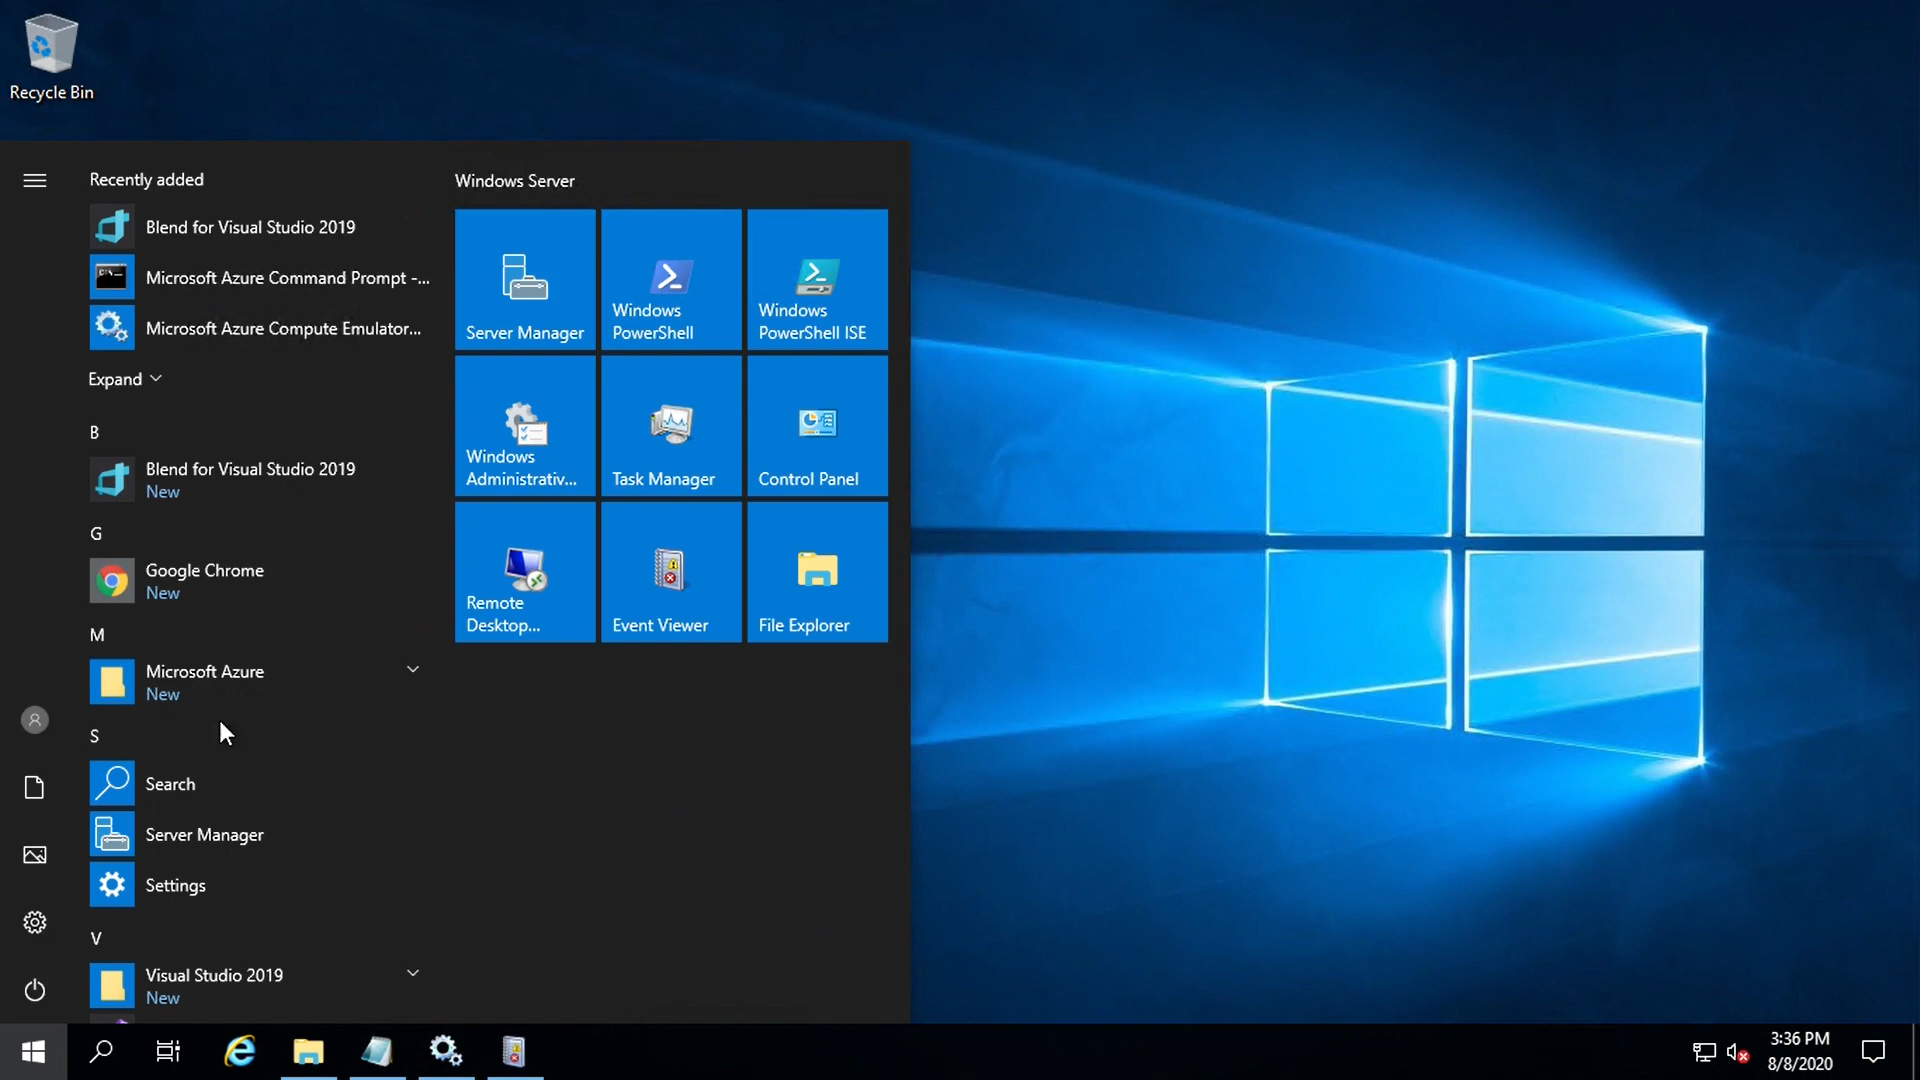 Recycle Bin
Recently added
Blend for Visual Studio 2019
Microsoft Azure Command Prompt -...
Microsoft Azure Compute Emulator...
Expand
B
Blend for Visual Studio 2019
New
G
Google Chrome
New
M
Microsoft Azure
New
S
Search
Server Manager
Settings
V
Visual Studio 2019
New
Windows Server
Server Manager
Windows
PowerShell
Windows
PowerShell ISE
Windows
Administrativ...
Task Manager
Control Panel
Remote
Desktop...
Event Viewer
File Explorer
3:36 PM
8/8/2020